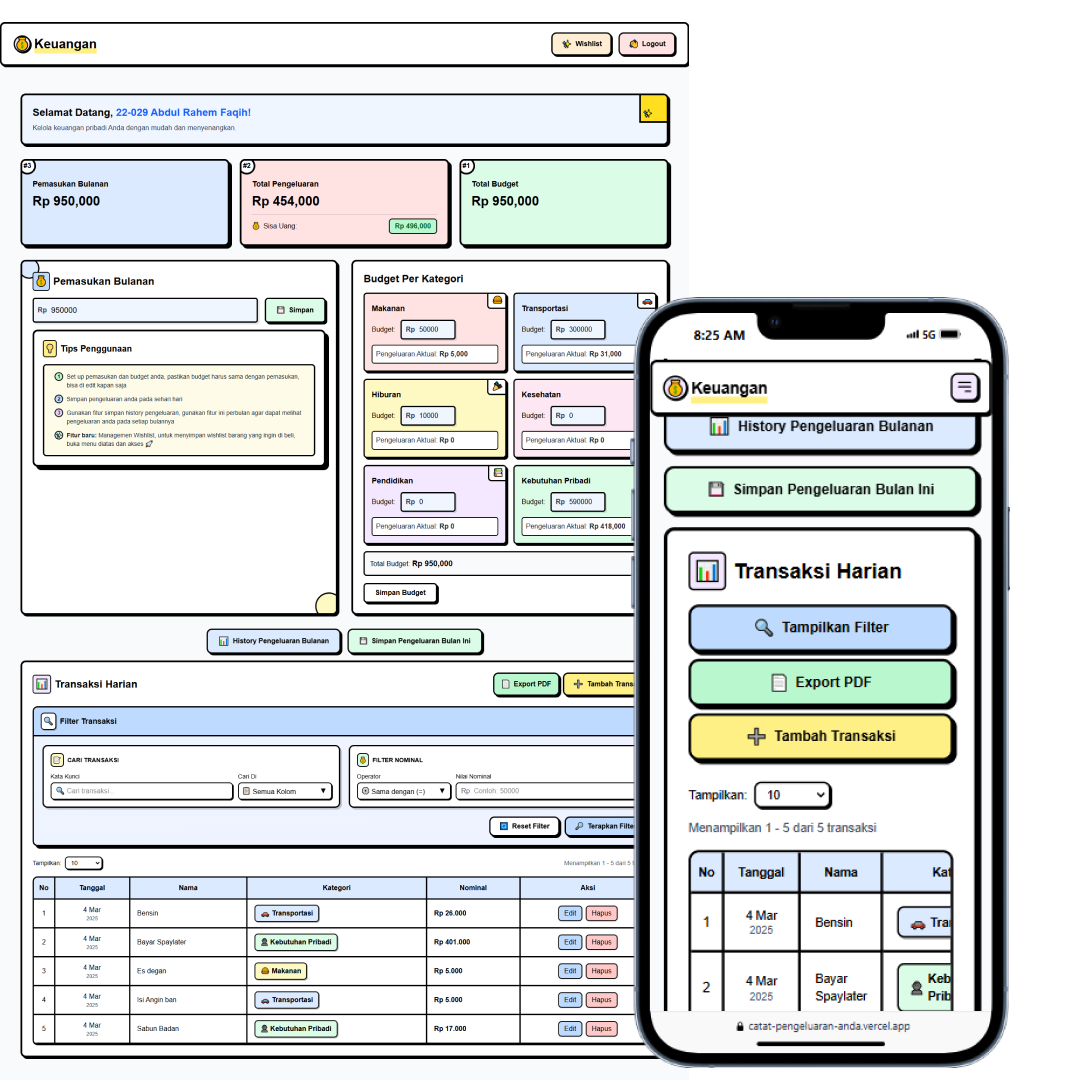 Keuangan
Wishlist
Logout
Selamat Datang, 22-029 Abdul Rahem Faqih!
Kelola keuangan pribadi Anda dengan mudah dan menyenangkan.
#3
Pemasukan Bulanan
Rp 950,000
#2
Total Pengeluaran
Rp 454,000
Sisa Uang:
Rp 496,000
#1
Total Budget
Rp 950,000
Pemasukan Bulanan
Rp 950000
Simpan
Tips Penggunaan
1 Set up pemasukan dan budget anda, pastikan budget harus sama dengan pemasukan,
bisa di edit kapan saja
2 Simpan pengeluaran anda pada sehari hari
3 Gunakan fitur simpan history pengeluaran, gunakan fitur ini perbulan agar dapat melihat
pengeluaran anda pada setiap bulannya
Fitur baru: Managemen Wishlist, untuk menyimpan wishlist barang yang ingin di beli,
buka menu diatas dan akses
Budget Per Kategori
Makanan
Budget: Rp 50000
Pengeluaran Aktual: Rp 5,000
Transportasi
Budget: Rp 300000
Pengeluaran Aktual: Rp 31,000
Hiburan
Budget: Rp 10000
Pengeluaran Aktual: Rp 0
Kesehatan
Budget: Rp 0
Pengeluaran Aktual: Rp 0
Pendidikan
Budget: Rp 0
Pengeluaran Aktual: Rp 0
Kebutuhan Pribadi
Budget: Rp 590000
Pengeluaran Aktual: Rp 418,000
Total Budget: Rp 950,000
Simpan Budget
History Pengeluaran Bulanan
Simpan Pengeluaran Bulan Ini
Transaksi Harian
Export PDF
Tambah Trans
Filter Transaksi
CARI TRANSAKSI
Kata Kunci
Cari transaksi...
Cari Di
Semua Kolom
FILTER NOMINAL
Operator
Sama dengan (=)
Nilai Nominal
Rp Contoh: 50000
Reset Filter
Terapkan Filter
Tampilkan: 10
Menampilkan 1 - 5 dari 5
No Tanggal Nama Kategori Nominal Aksi
1 4 Mar 2025 Bensin Transportasi Rp 26.000 Edit Hapus
2 4 Mar 2025 Bayar Spaylater Kebutuhan Pribadi Rp 401.000 Edit Hapus
3 4 Mar 2025 Es degan Makanan Rp 5.000 Edit Hapus
4 4 Mar 2025 Isi Angin ban Transportasi Rp 5.000 Edit Hapus
5 4 Mar 2025 Sabun Badan Kebutuhan Pribadi Rp 17.000 Edit Hapus
8:25 AM
5G
Keuangan
History Pengeluaran Bulanan
Simpan Pengeluaran Bulan Ini
Transaksi Harian
Tampilkan Filter
Export PDF
Tambah Transaksi
Tampilkan: 10
Menampilkan 1 - 5 dari 5 transaksi
No Tanggal Nama Kat
1 4 Mar 2025 Bensin Tra
2 4 Mar 2025 Bayar Spaylater Keb Prib
catat-pengeluaran-anda.vercel.app